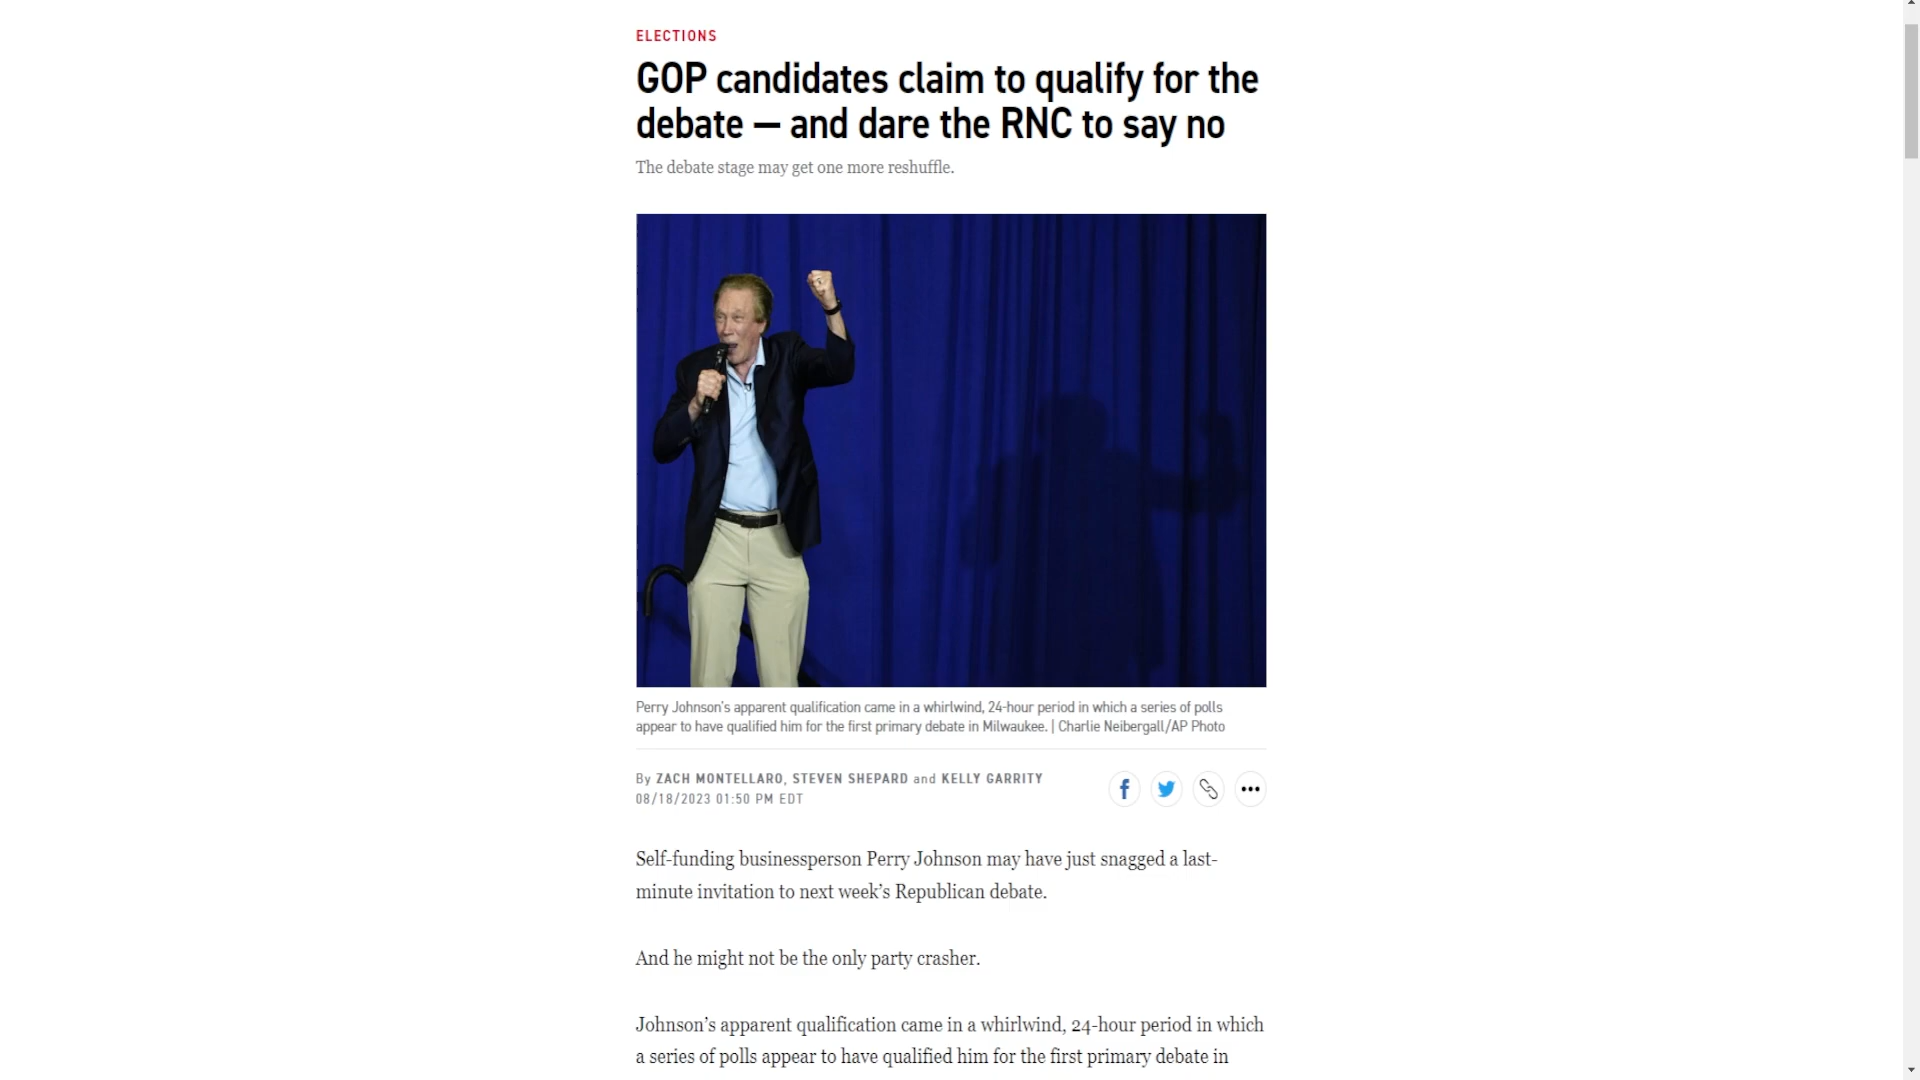 ELECTIONS
GOP candidates claim to qualify for the
debate — and dare the RNC to say no
The debate stage may get one more reshuffle.
Perry Johnson's apparent qualification came in a whirlwind, 24-hour period in which a series of polls
appear to have qualified him for the first primary debate in Milwaukee. | Charlie Neibergall/AP Photo
By ZACH MONTELLARO, STEVEN SHEPARD and KELLY GARRITY
08/18/2023 01:50 PM EDT
Self-funding businessperson Perry Johnson may have just snagged a last-
minute invitation to next week’s Republican debate.
And he might not be the only party crasher.
Johnson’s apparent qualification came in a whirlwind, 24-hour period in which
a series of polls appear to have qualified him for the first primary debate in